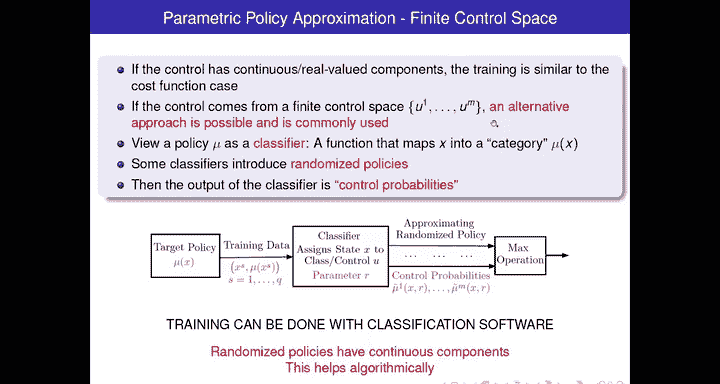 Parametric Policy Approximation - Finite Control Space
If the control has continuous/real-valued components, the training is similar to the
cost function case
If the control comes from a finite control space {u¹, . . . , uᵐ}, an alternative
approach is possible and is commonly used
View a policy μ as a classifier: A function that maps x into a “category” μ(x)
Some classifiers introduce randomized policies
Then the output of the classifier is “control probabilities”
Target Policy
μ(x)
Training Data
(xˢ, μ(xˢ))
s = 1, . . . , q
Classifier
Assigns State x to
Class/Control u
Parameter r
Approximating
Randomized Policy
... ... ...
Control Probabilities
μ̃¹(x, r), . . . , μ̃ᵐ(x, r)
Max
Operation
TRAINING CAN BE DONE WITH CLASSIFICATION SOFTWARE
Randomized policies have continuous components
This helps algorithmically